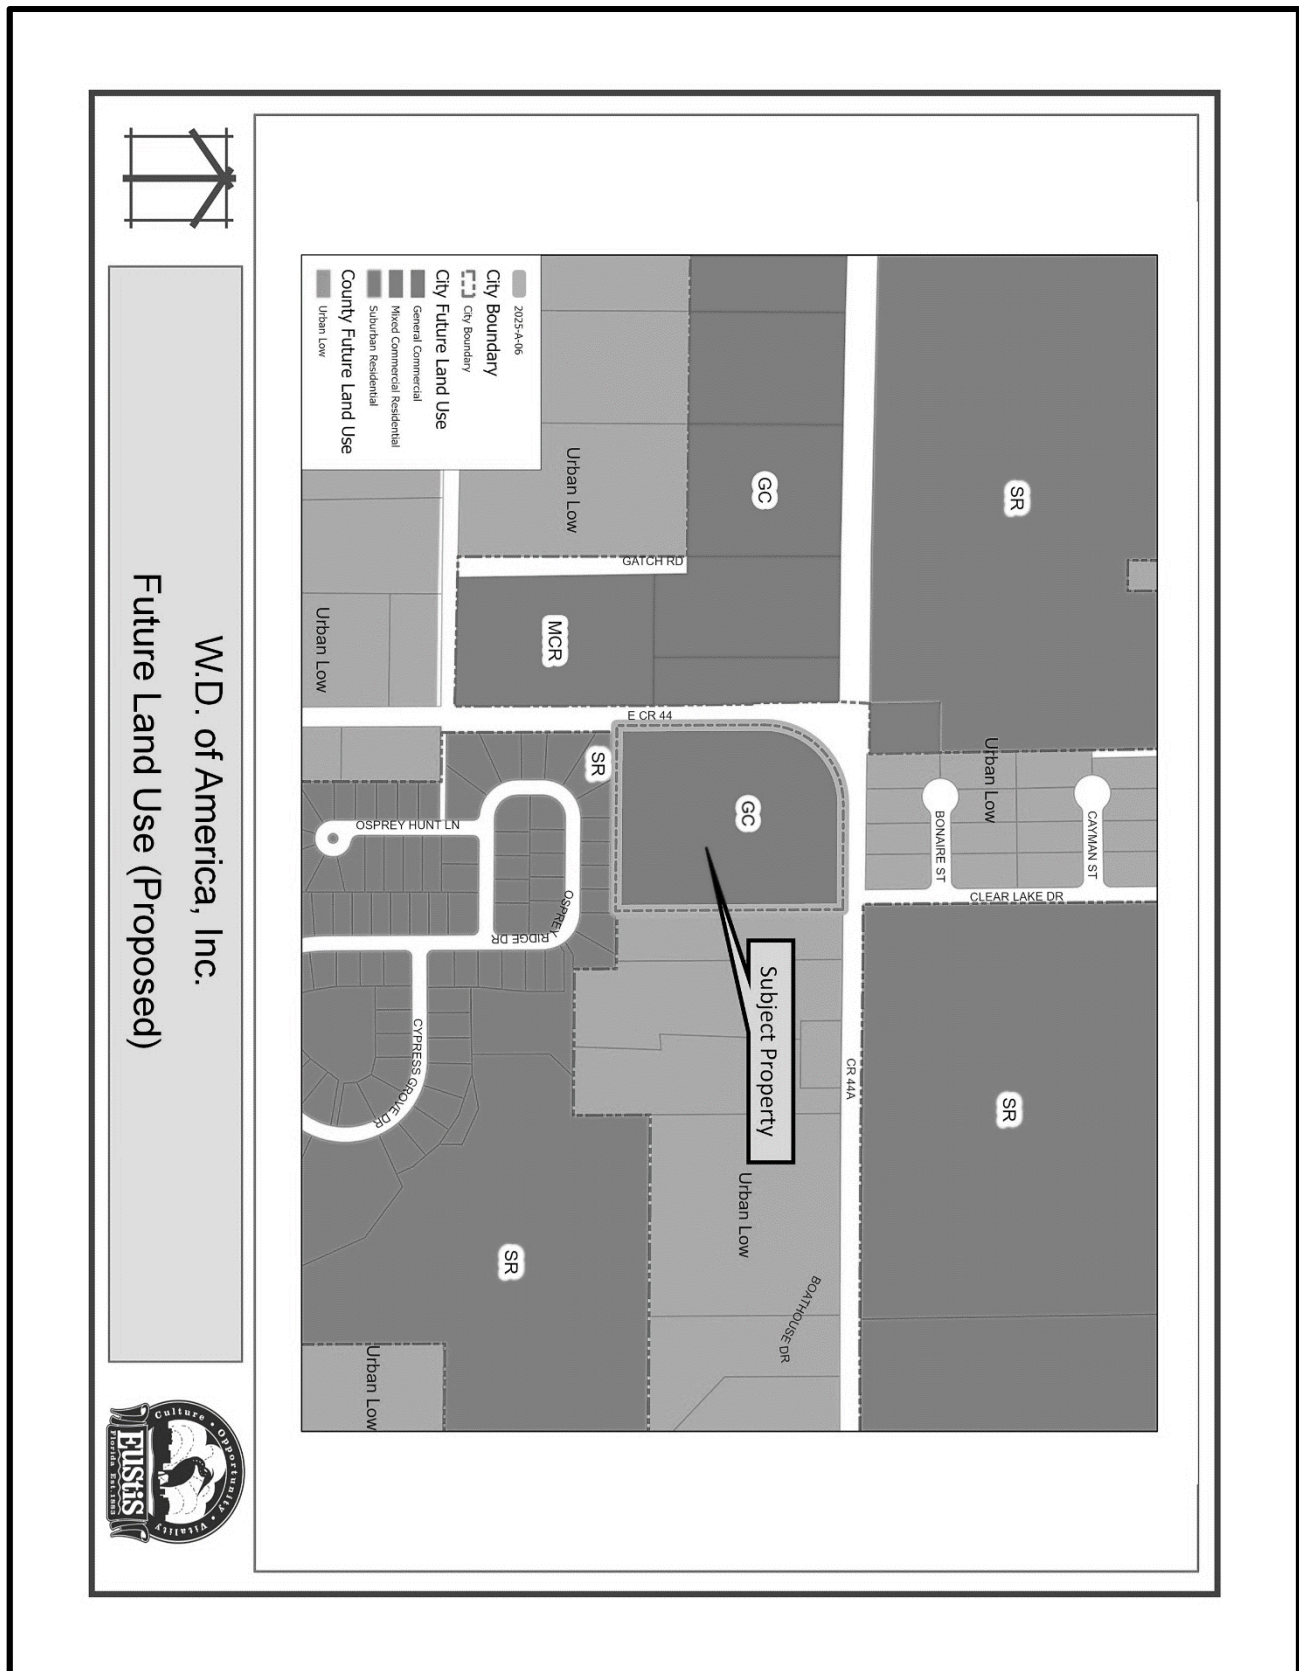 2025-A-06
City Boundary
City Boundary
City Future Land Use
General Commercial
Mixed Commercial Residential
Suburban Residential
County Future Land Use
Urban Low
SR
GC
Urban Low
GATCH RD
MCR
Urban Low
E CR 44
SR
GC
Urban Low
CAYMAN ST
BONAIRE ST
CLEAR LAKE DR
OSPREY HUNT LN
OSPREY RIDGE DR
CYPRESS GROVE DR
Subject Property
CR 44A
SR
Urban Low
BOATHOUSE DR
SR
Urban Low
W.D. of America, Inc.
Future Land Use (Proposed)
Culture • Opportunity • Vitality
EUStiS
Florida Est. 1883